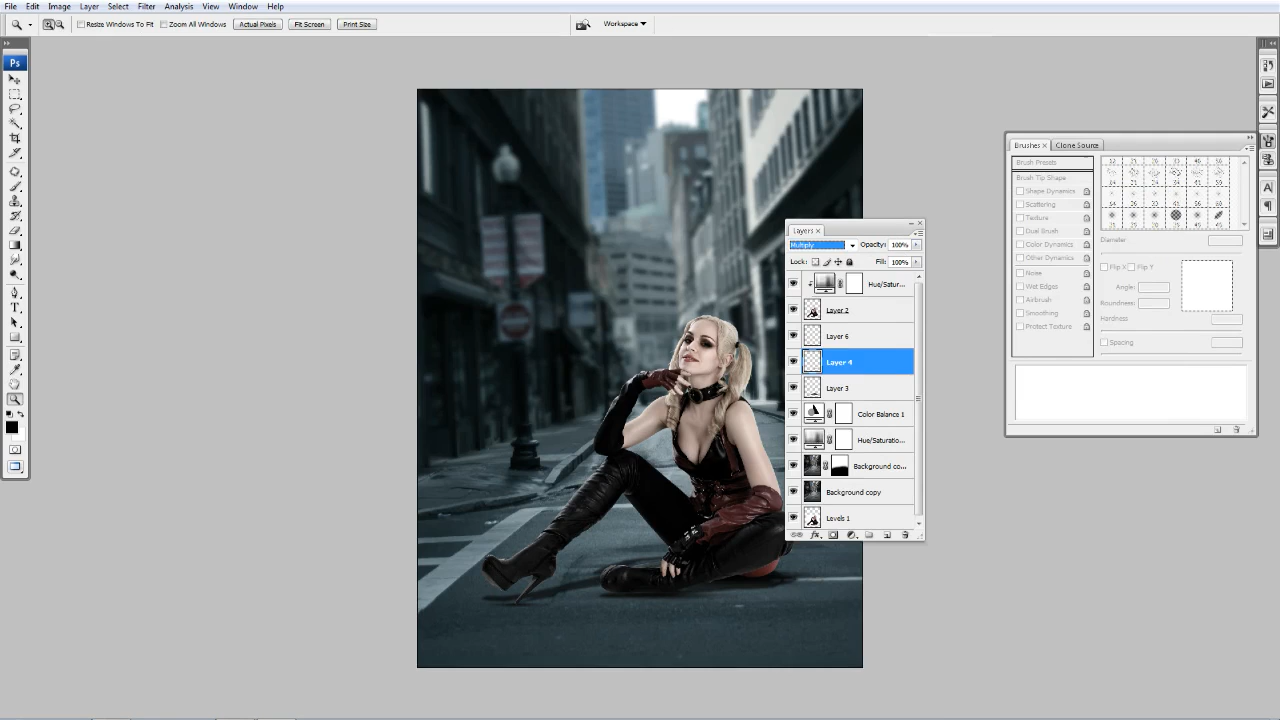 File Edit Image Layer Select Filter Analysis View Window Help
Resize Windows To Fit Zoom All Windows Actual Pixels Fit Screen Print Size Workspace
Ps
Brushes Clone Source
Brush Presets
Brush Tip Shape
Shape Dynamics
Scattering
Texture
Dual Brush
Color Dynamics
Other Dynamics
Noise
Wet Edges
Airbrush
Smoothing
Protect Texture
Diameter
Flip X Flip Y
Angle:
Roundness:
Hardness
Spacing
Layers
Multiply Opacity: 100%
Lock: Fill: 100%
Hue/Satur...
Layer 2
Layer 6
Layer 4
Layer 3
Color Balance 1
Hue/Saturatio...
Background co...
Background copy
Levels 1